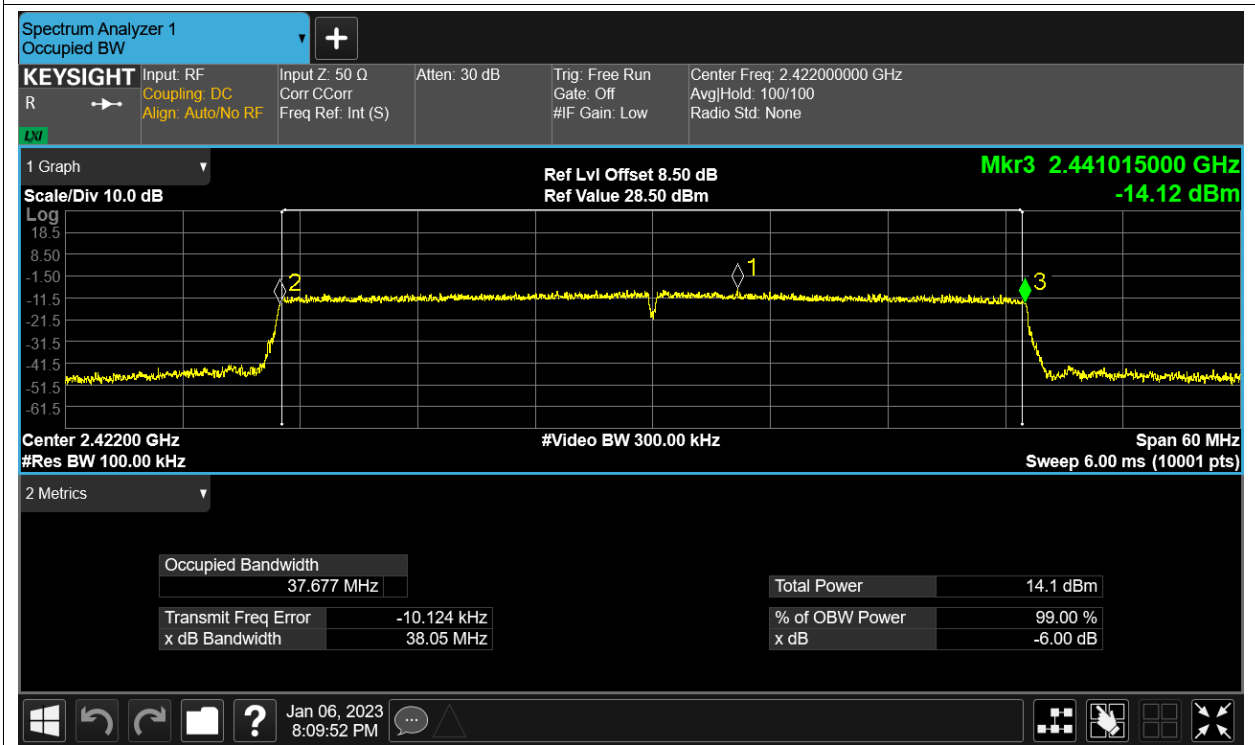 Spectrum Analyzer 1
Occupied BW
KEYSIGHT Input: RF Input Z: 50 Ω Atten: 30 dB Trig: Free Run Center Freq: 2.422000000 GHz
R Coupling: DC Corr CCorr Gate: Off Avg|Hold: 100/100
Align: Auto/No RF Freq Ref: Int (S) #IF Gain: Low Radio Std: None
LXI
1 Graph Ref Lvl Offset 8.50 dB Mkr3 2.441015000 GHz
Scale/Div 10.0 dB Ref Value 28.50 dBm -14.12 dBm
Log
18.5
8.50
-1.50
-11.5
-21.5
-31.5
-41.5
-51.5
-61.5
2 1 3
Center 2.42200 GHz #Video BW 300.00 kHz Span 60 MHz
#Res BW 100.00 kHz Sweep 6.00 ms (10001 pts)
2 Metrics
Occupied Bandwidth
37.677 MHz Total Power 14.1 dBm
Transmit Freq Error -10.124 kHz % of OBW Power 99.00 %
x dB Bandwidth 38.05 MHz x dB -6.00 dB
? Jan 06, 2023
8:09:52 PM